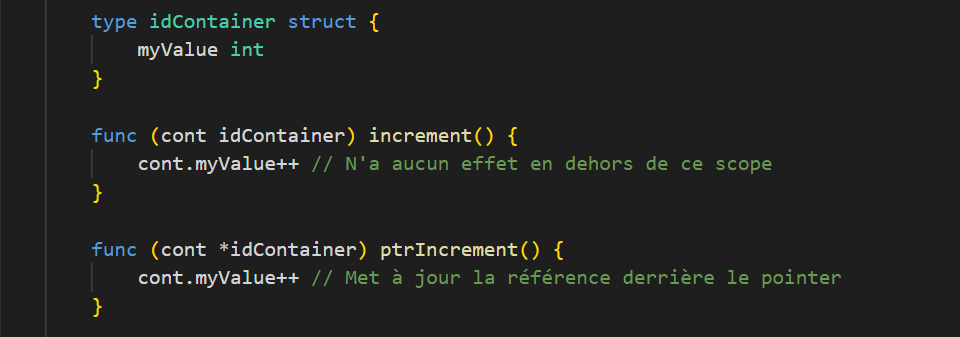 type idContainer struct {
myValue int
}
func (cont idContainer) increment() {
cont.myValue++ // N'a aucun effet en dehors de ce scope
}
func (cont *idContainer) ptrIncrement() {
cont.myValue++ // Met à jour la référence derrière le pointer
}